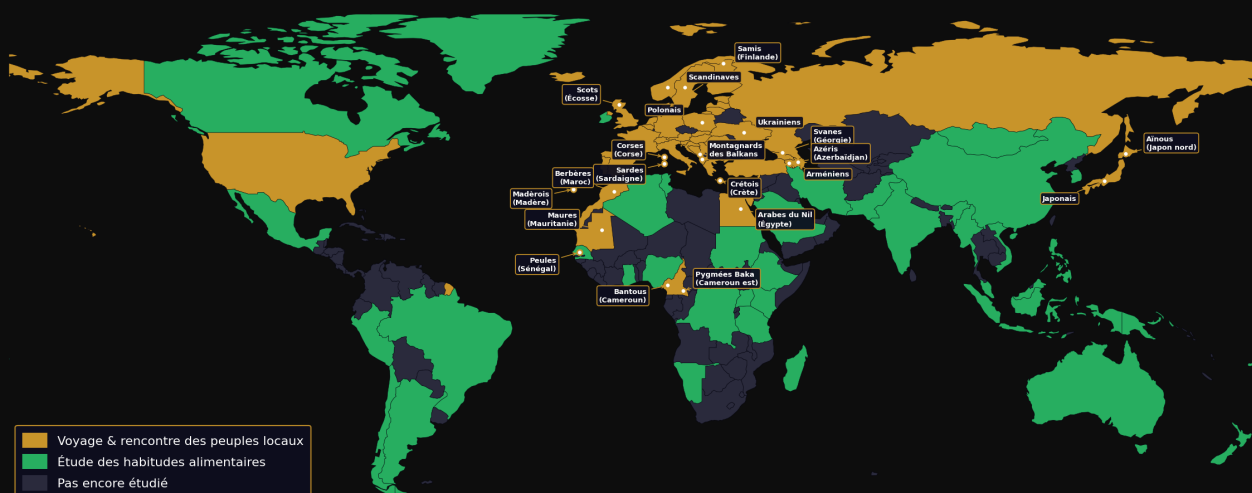 Samis
(Finlande)
Scandinaves
Scots
(Écosse)
Polonais
Ukrainiens
Svanes
(Géorgie)
Azéris
(Azerbaïdjan)
Arméniens
Aïnous
(Japon nord)
Japonais
Corses
(Corse)
Montagnards
des Balkans
Berbères
(Maroc)
Sardes
(Sardaigne)
Madérois
(Madère)
Crétois
(Crète)
Maures
(Mauritanie)
Arabes du Nil
(Égypte)
Peules
(Sénégal)
Pygmées Baka
(Cameroun est)
Bantous
(Cameroun)
Voyage & rencontre des peuples locaux
Étude des habitudes alimentaires
Pas encore étudié